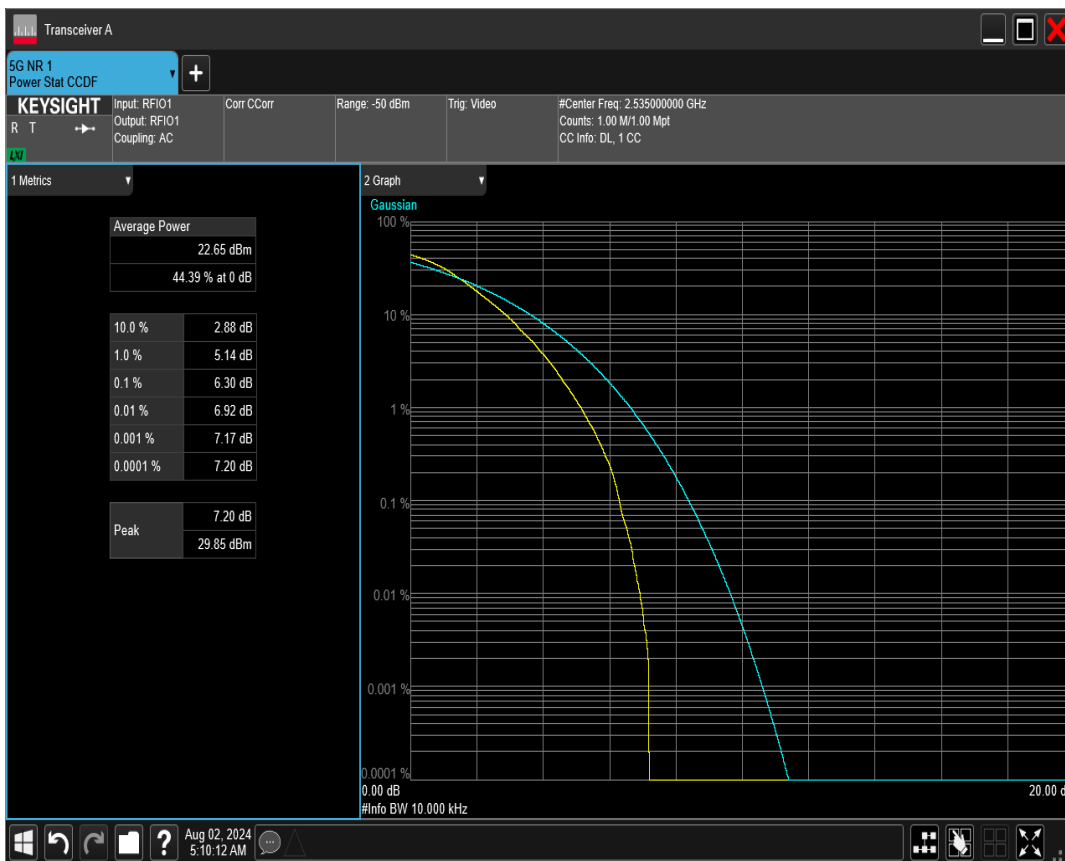 Transceiver A
5G NR 1
Power Stat CCDF
+
KEYSIGHT
R T
LXI
Input: RFIO1
Output: RFIO1
Coupling: AC
Corr CCorr
Range: -50 dBm
Trig: Video
#Center Freq: 2.535000000 GHz
Counts: 1.00 M/1.00 Mpt
CC Info: DL, 1 CC
1 Metrics
Average Power
22.65 dBm
44.39 % at 0 dB
10.0 % 2.88 dB
1.0 % 5.14 dB
0.1 % 6.30 dB
0.01 % 6.92 dB
0.001 % 7.17 dB
0.0001 % 7.20 dB
Peak
7.20 dB
29.85 dBm
2 Graph
Gaussian
100 %
10 %
1 %
0.1 %
0.01 %
0.001 %
0.0001 %
0.00 dB
20.00 d
#Info BW 10.000 kHz
?
Aug 02, 2024
5:10:12 AM